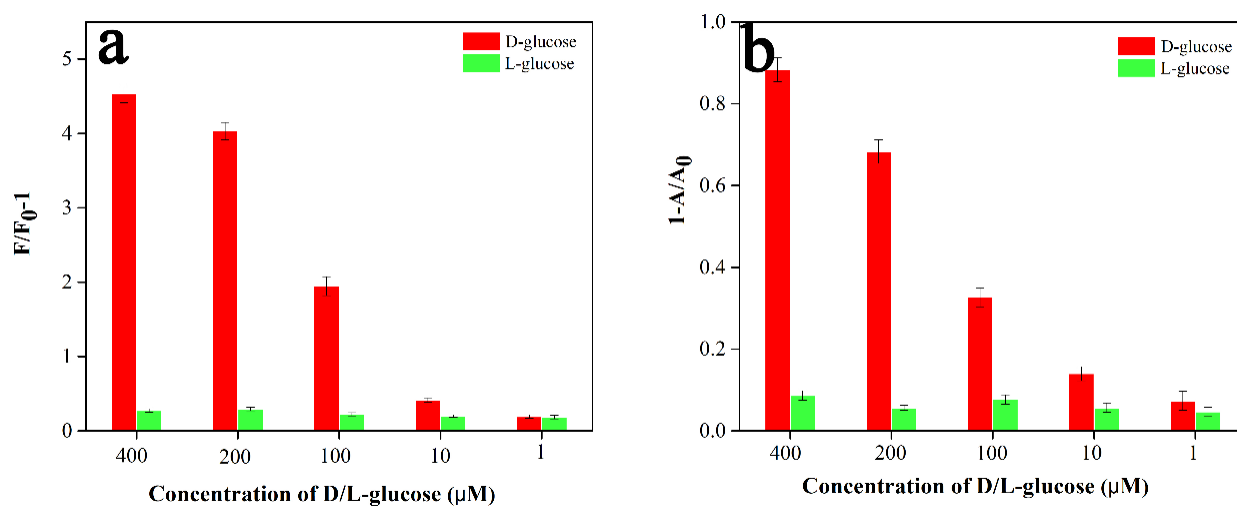 a
D-glucose
L-glucose
5
4
3
2
1
0
F/F0-1
400 200 100 10 1
Concentration of D/L-glucose (μM)
b
D-glucose
L-glucose
1.0
0.8
0.6
0.4
0.2
0.0
1-A/A0
400 200 100 10 1
Concentration of D/L-glucose (μM)